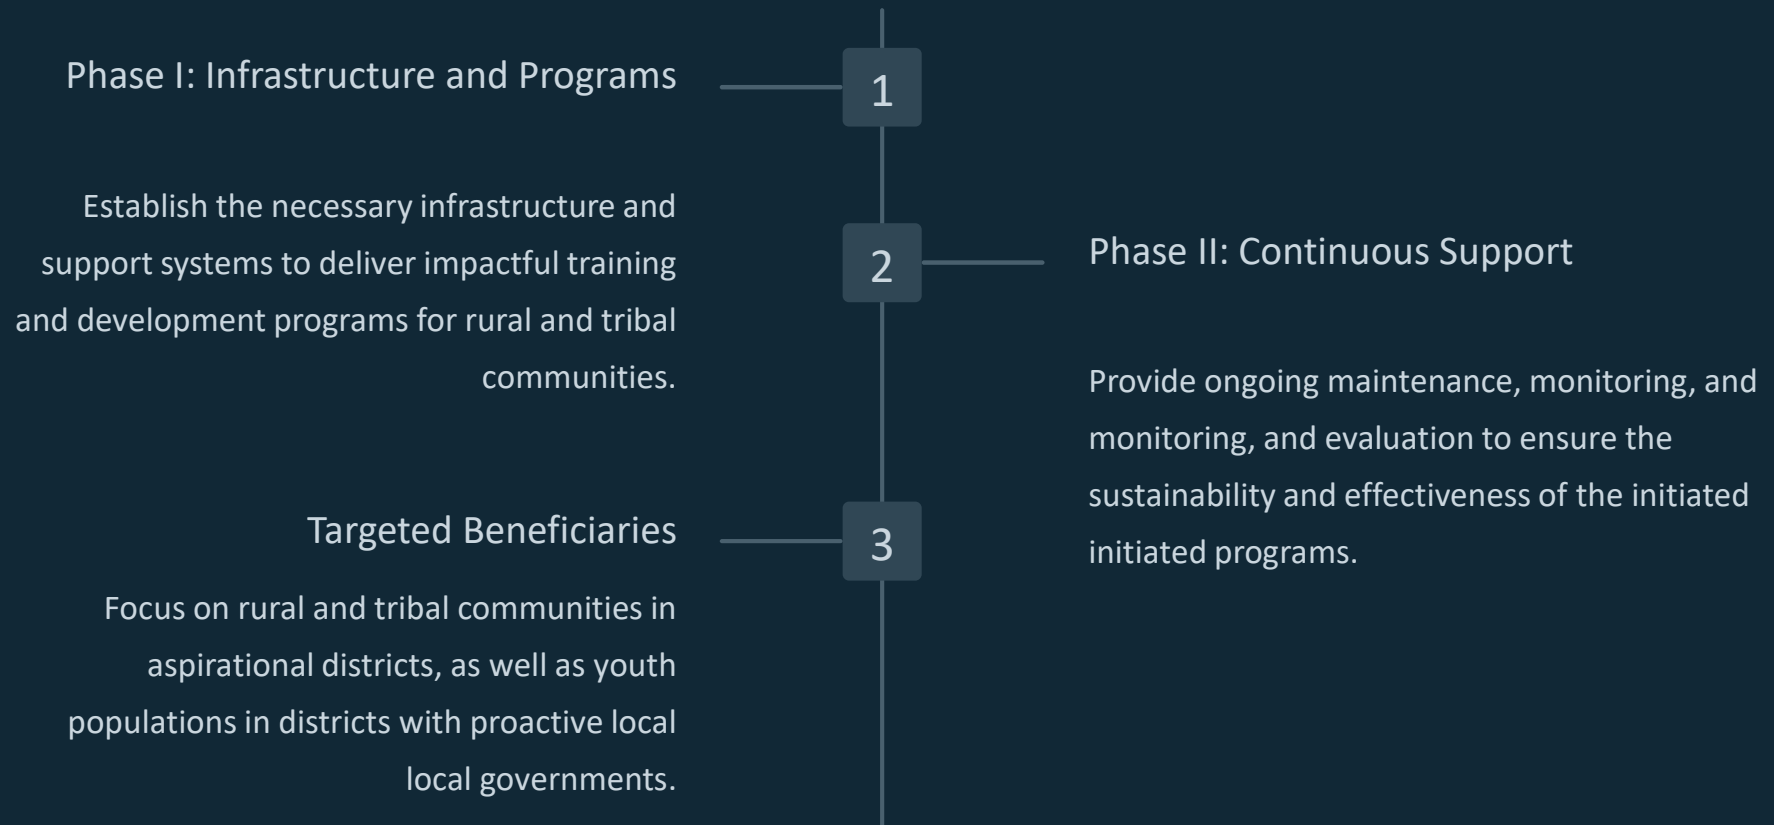 Phase I: Infrastructure and Programs
1
Establish the necessary infrastructure and
support systems to deliver impactful training
and development programs for rural and tribal
communities.
2
Phase II: Continuous Support
Provide ongoing maintenance, monitoring, and
monitoring, and evaluation to ensure the
sustainability and effectiveness of the initiated
initiated programs.
Targeted Beneficiaries
3
Focus on rural and tribal communities in
aspirational districts, as well as youth
populations in districts with proactive local
local governments.